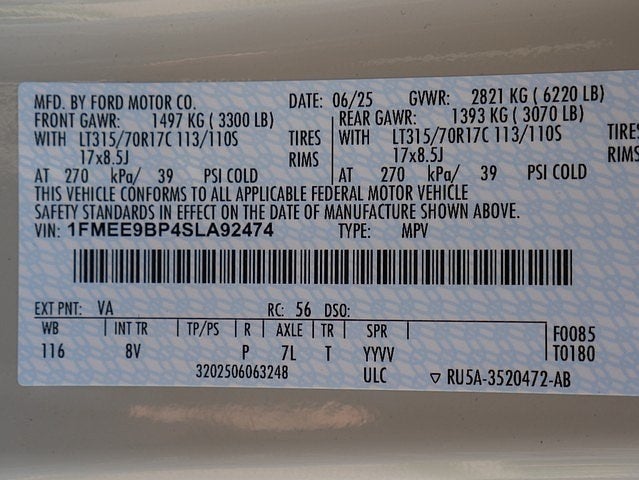 MFD. BY FORD MOTOR CO. DATE: 06/25 GVWR: 2821 KG ( 6220 LB)
FRONT GAWR: 1497 KG ( 3300 LB) REAR GAWR: 1393 KG ( 3070 LB)
WITH LT315/70R17C 113/110S TIRES WITH LT315/70R17C 113/110S TIRES
17x8.5J RIMS 17x8.5J RIMS
AT 270 kPa/ 39 PSI COLD AT 270 kPa/ 39 PSI COLD
THIS VEHICLE CONFORMS TO ALL APPLICABLE FEDERAL MOTOR VEHICLE
SAFETY STANDARDS IN EFFECT ON THE DATE OF MANUFACTURE SHOWN ABOVE.
VIN: 1FMEE9BP4SLA92474 TYPE: MPV
EXT PNT: VA RC: 56 DSO:
WB INT TR TP/PS R AXLE TR SPR F0085
116 8V P 7L T YYVV T0180
3202506063248 ULC ▽ RU5A-3520472-AB